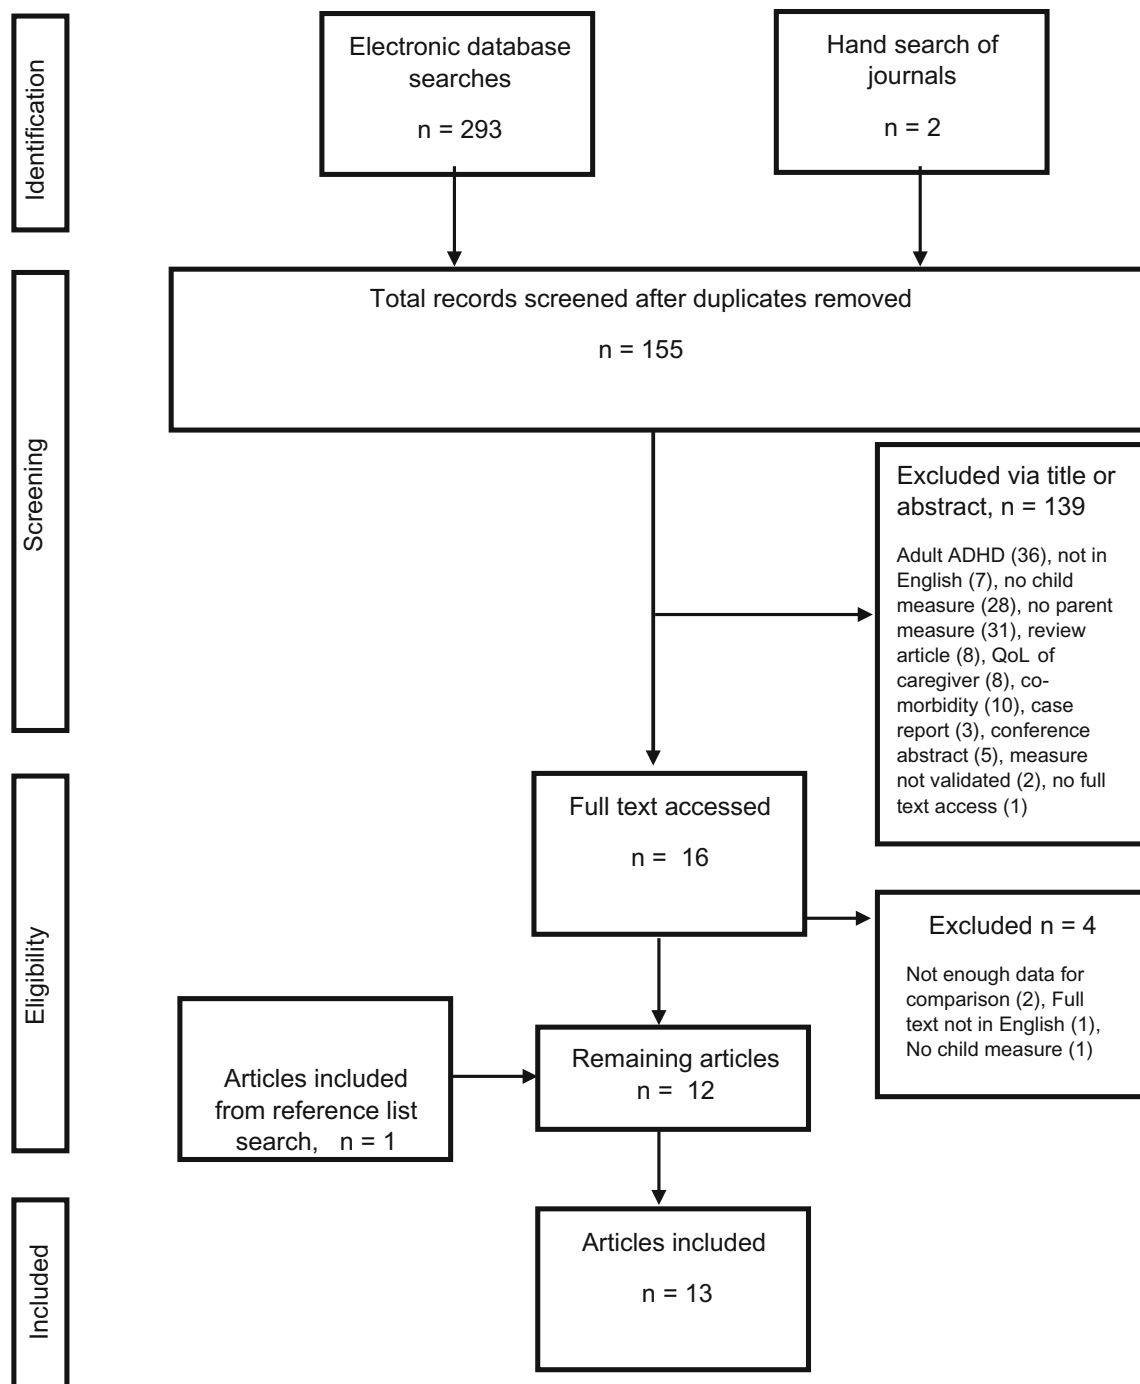 Identification
Electronic database
searches
n = 293
Hand search of
journals
n = 2
Screening
Total records screened after duplicates removed
n = 155
Excluded via title or
abstract, n = 139
Adult ADHD (36), not in
English (7), no child
measure (28), no parent
measure (31), review
article (8), QoL of
caregiver (8), co-
morbidity (10), case
report (3), conference
abstract (5), measure
not validated (2), no full
text access (1)
Eligibility
Full text accessed
n = 16
Excluded n = 4
Not enough data for
comparison (2), Full
text not in English (1),
No child measure (1)
Articles included
from reference list
search, n = 1
Remaining articles
n = 12
Included
Articles included
n = 13